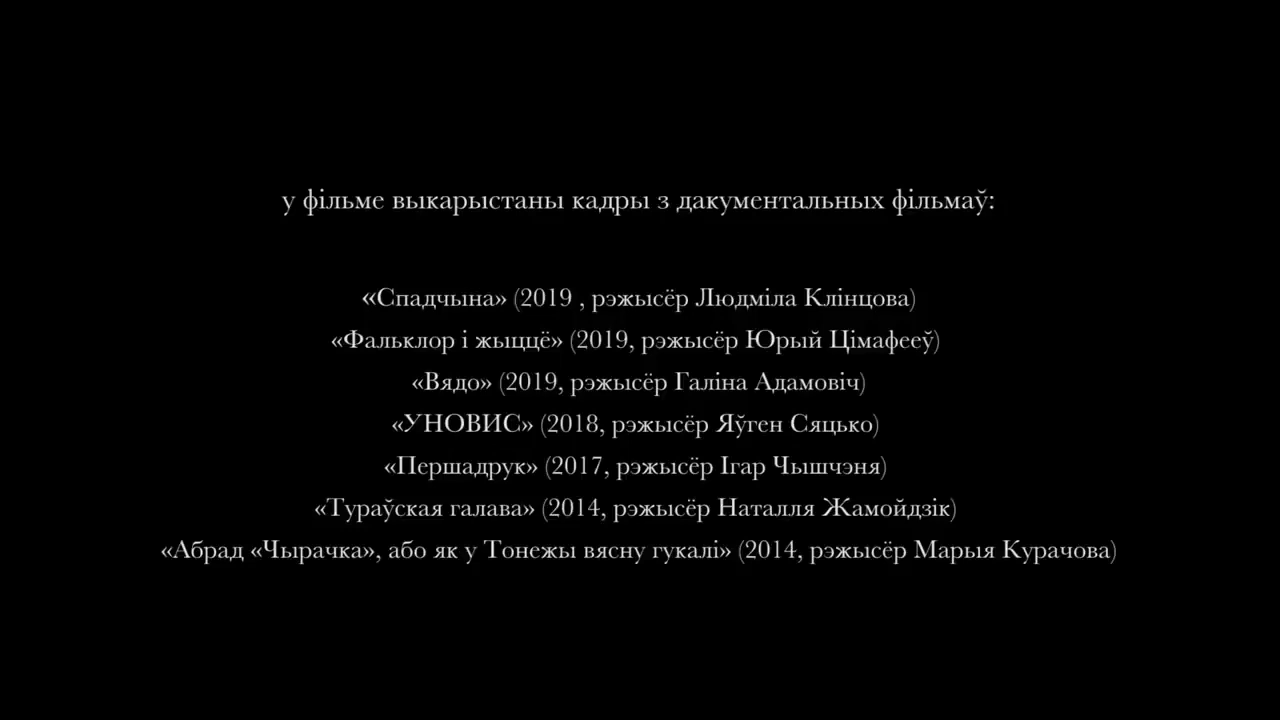 у фільме выкарыстаны кадры з дакументальных фільмаў:
«Спадчына» (2019 , рэжысёр Людміла Клінцова)
«Фальклор і жыццё» (2019, рэжысёр Юрый Цімафееў)
«Вядо» (2019, рэжысёр Галіна Адамовіч)
«УНОВИС» (2018, рэжысёр Яўген Сяцько)
«Першадрук» (2017, рэжысёр Ігар Чышчэня)
«Тураўская галава» (2014, рэжысёр Наталля Жамойдзік)
«Абрад «Чырачка», або як у Тонежы вясну гукалі» (2014, рэжысёр Марыя Курачова)